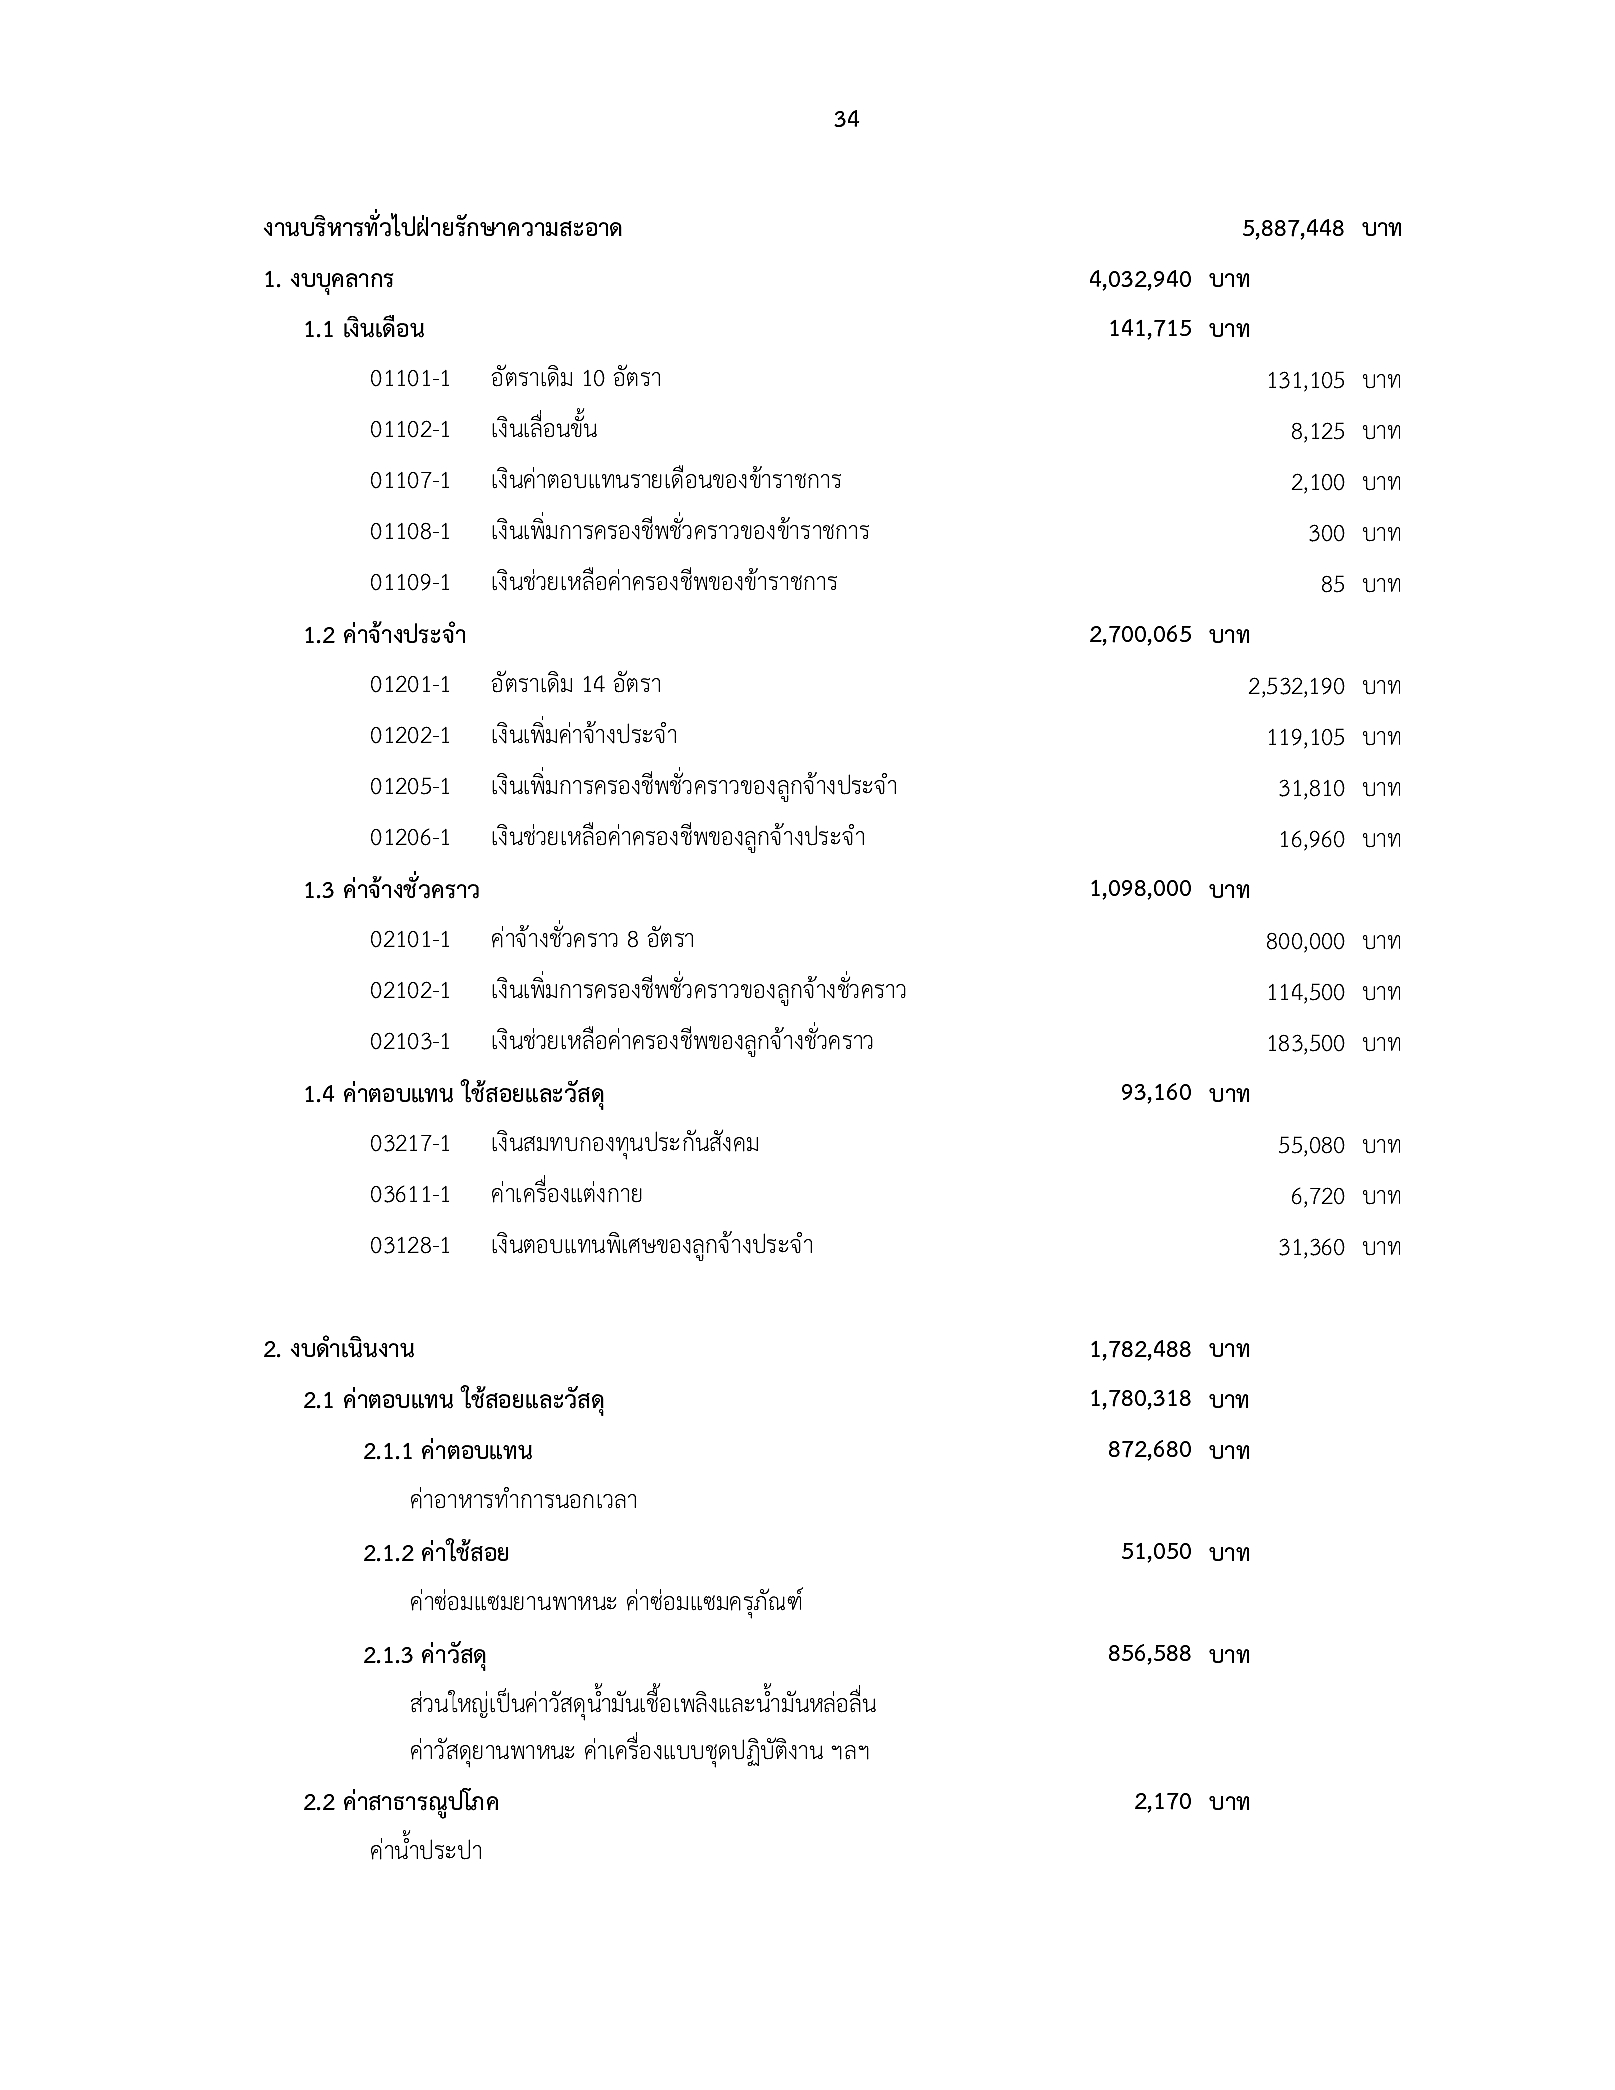 34
งานบริหารทั่วไปฝ่ายรักษาความสะอาด 5,887,448 บาท
1. งบบุคลากร 4,032,940 บาท
1.1 เงินเดือน 141,715 บาท
01101-1 อัตราเดิม 10 อัตรา 131,105 บาท
01102-1 เงินเลื่อนขั้น 8,125 บาท
01107-1 เงินค่าตอบแทนรายเดือนของข้าราชการ 2,100 บาท
01108-1 เงินเพิ่มการครองชีพชั่วคราวของข้าราชการ 300 บาท
01109-1 เงินช่วยเหลือค่าครองชีพของข้าราชการ 85 บาท
1.2 ค่าจ้างประจำ 2,700,065 บาท
01201-1 อัตราเดิม 14 อัตรา 2,532,190 บาท
01202-1 เงินเพิ่มค่าจ้างประจำ 119,105 บาท
01205-1 เงินเพิ่มการครองชีพชั่วคราวของลูกจ้างประจำ 31,810 บาท
01206-1 เงินช่วยเหลือค่าครองชีพของลูกจ้างประจำ 16,960 บาท
1.3 ค่าจ้างชั่วคราว 1,098,000 บาท
02101-1 ค่าจ้างชั่วคราว 8 อัตรา 800,000 บาท
02102-1 เงินเพิ่มการครองชีพชั่วคราวของลูกจ้างชั่วคราว 114,500 บาท
02103-1 เงินช่วยเหลือค่าครองชีพของลูกจ้างชั่วคราว 183,500 บาท
1.4 ค่าตอบแทน ใช้สอยและวัสดุ 93,160 บาท
03217-1 เงินสมทบกองทุนประกันสังคม 55,080 บาท
03611-1 ค่าเครื่องแต่งกาย 6,720 บาท
03128-1 เงินตอบแทนพิเศษของลูกจ้างประจำ 31,360 บาท
2. งบดำเนินงาน 1,782,488 บาท
2.1 ค่าตอบแทน ใช้สอยและวัสดุ 1,780,318 บาท
2.1.1 ค่าตอบแทน 872,680 บาท
ค่าอาหารทำการนอกเวลา
2.1.2 ค่าใช้สอย 51,050 บาท
ค่าซ่อมแซมยานพาหนะ ค่าซ่อมแซมครุภัณฑ์
2.1.3 ค่าวัสดุ 856,588 บาท
ส่วนใหญ่เป็นค่าวัสดุน้ำมันเชื้อเพลิงและน้ำมันหล่อลื่น
ค่าวัสดุยานพาหนะ ค่าเครื่องแบบชุดปฏิบัติงาน ฯลฯ
2.2 ค่าสาธารณูปโภค 2,170 บาท
ค่าน้ำประปา